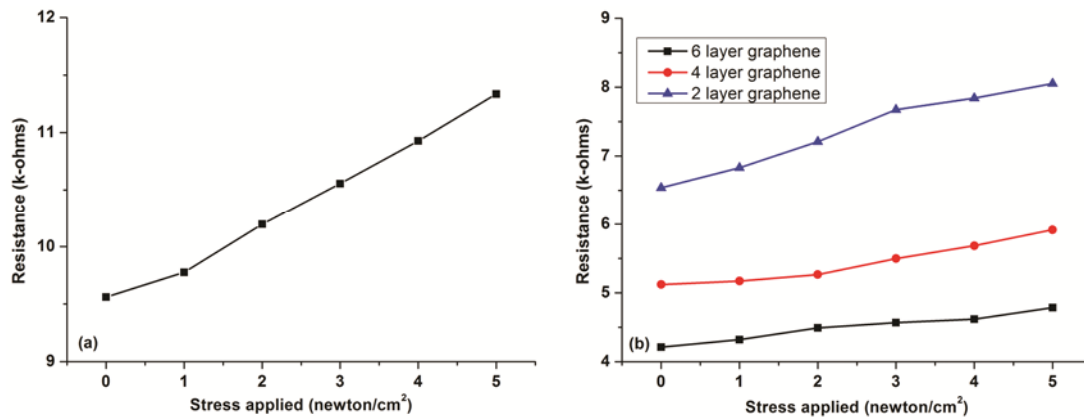 12
11
10
9
Resistance (k-ohms)
(a)
0 1 2 3 4 5
Stress applied (newton/cm²)
9
8
7
6
5
4
Resistance (k-ohms)
6 layer graphene
4 layer graphene
2 layer graphene
(b)
0 1 2 3 4 5
Stress applied (newton/cm²)